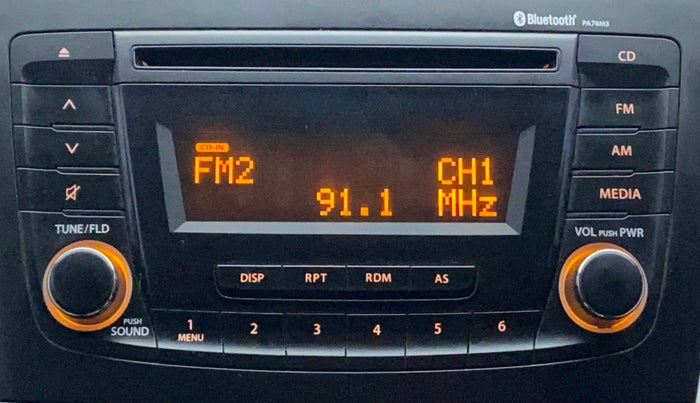 Bluetooth PA76M3
CD
FM
CD-IN
FM2 CH1
91.1 MHz
AM
MEDIA
TUNE/FLD
VOL PUSH PWR
DISP RPT RDM AS
PUSH
SOUND
1 2 3 4 5 6
MENU